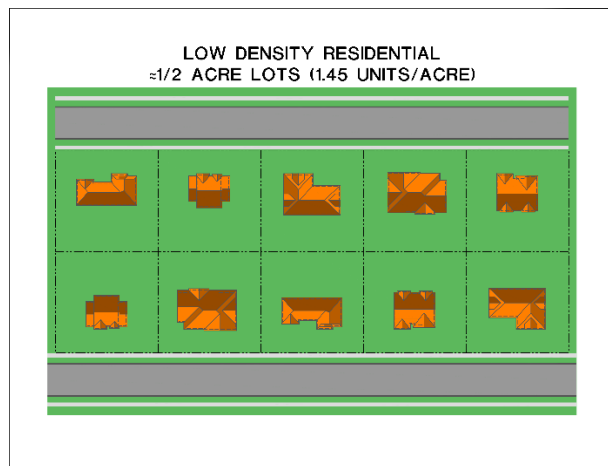 LOW DENSITY RESIDENTIAL
≈1/2 ACRE LOTS (1.45 UNITS/ACRE)